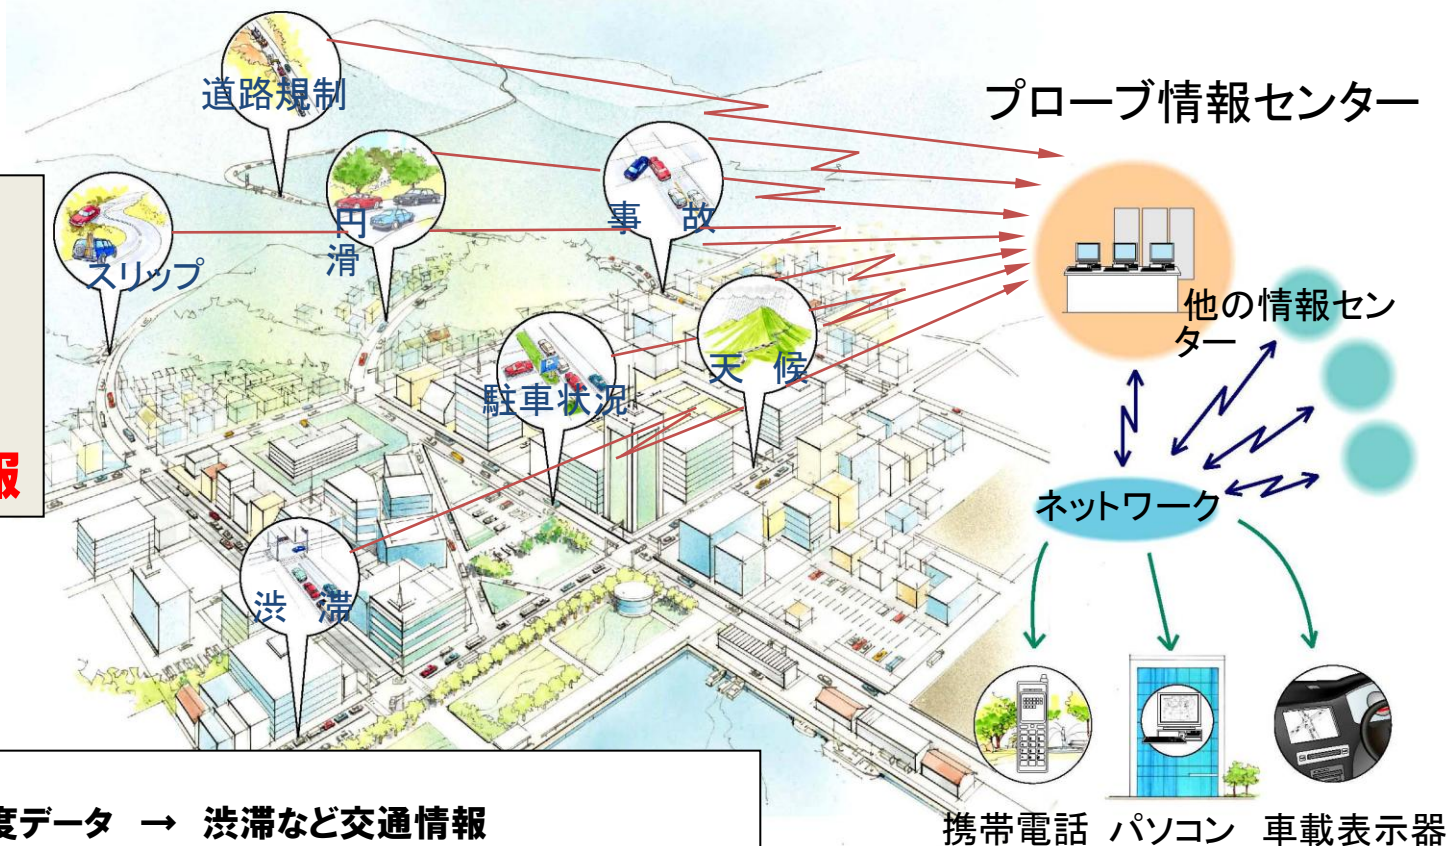 道路規制
プローブ情報センター
スリップ
円
滑
事　故
他の情報セン
ター
駐車状況
天　候
報
ネットワーク
渋　滞
度データ　→　渋滞など交通情報
携帯電話
パソコン
車載表示器